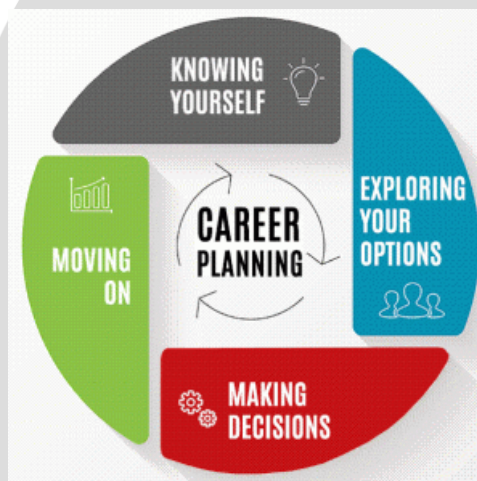 KNOWING
YOURSELF
EXPLORING
YOUR
OPTIONS
CAREER
PLANNING
MOVING
ON
MAKING
DECISIONS